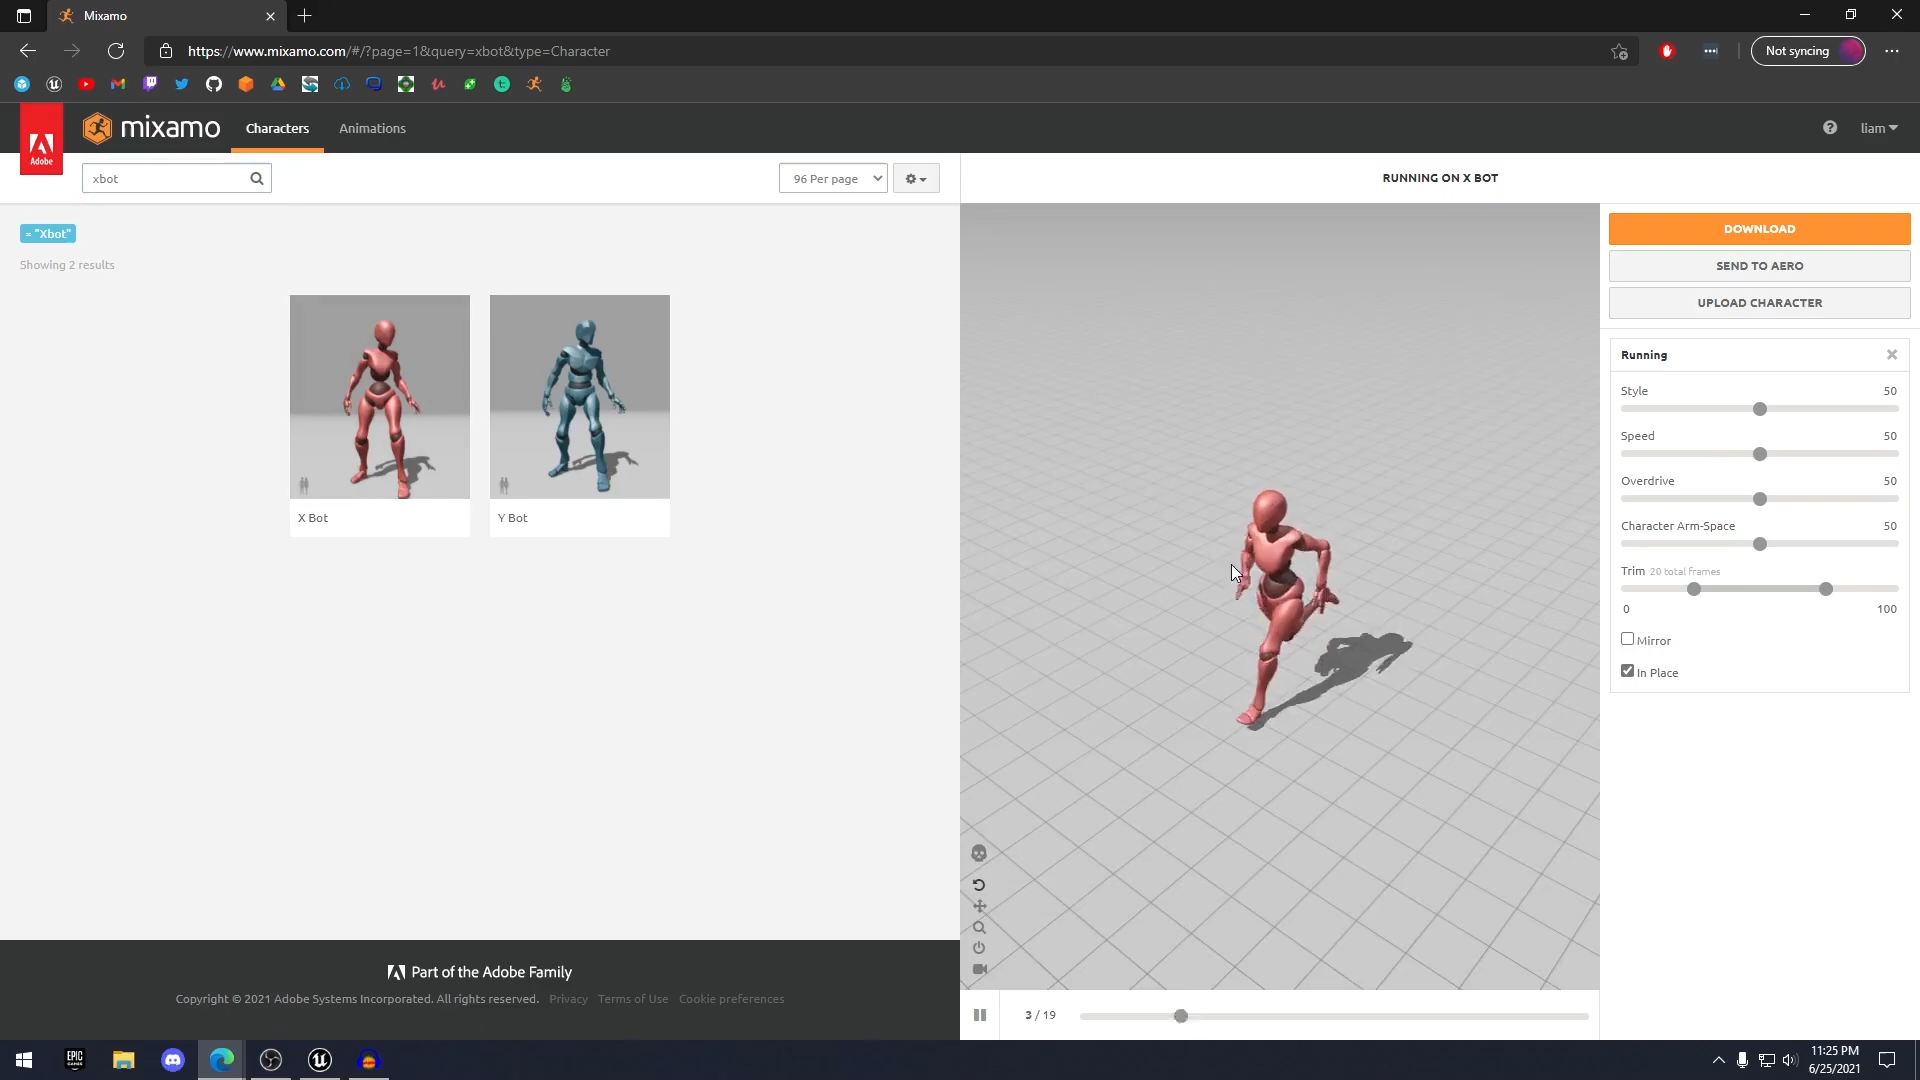 Mixamo
https://www.mixamo.com/#/?page=1&query=xbot&type=Character
Not syncing
Adobe
mixamo
Characters
Animations
liam
xbot
96 Per page
RUNNING ON X BOT
× "Xbot"
Showing 2 results
X Bot
Y Bot
DOWNLOAD
SEND TO AERO
UPLOAD CHARACTER
Running
Style 50
Speed 50
Overdrive 50
Character Arm-Space 50
Trim 20 total frames
0 100
Mirror
In Place
3 / 19
Part of the Adobe Family
Copyright © 2021 Adobe Systems Incorporated. All rights reserved. Privacy Terms of Use Cookie preferences
EPIC
GAMES
11:25 PM
6/25/2021